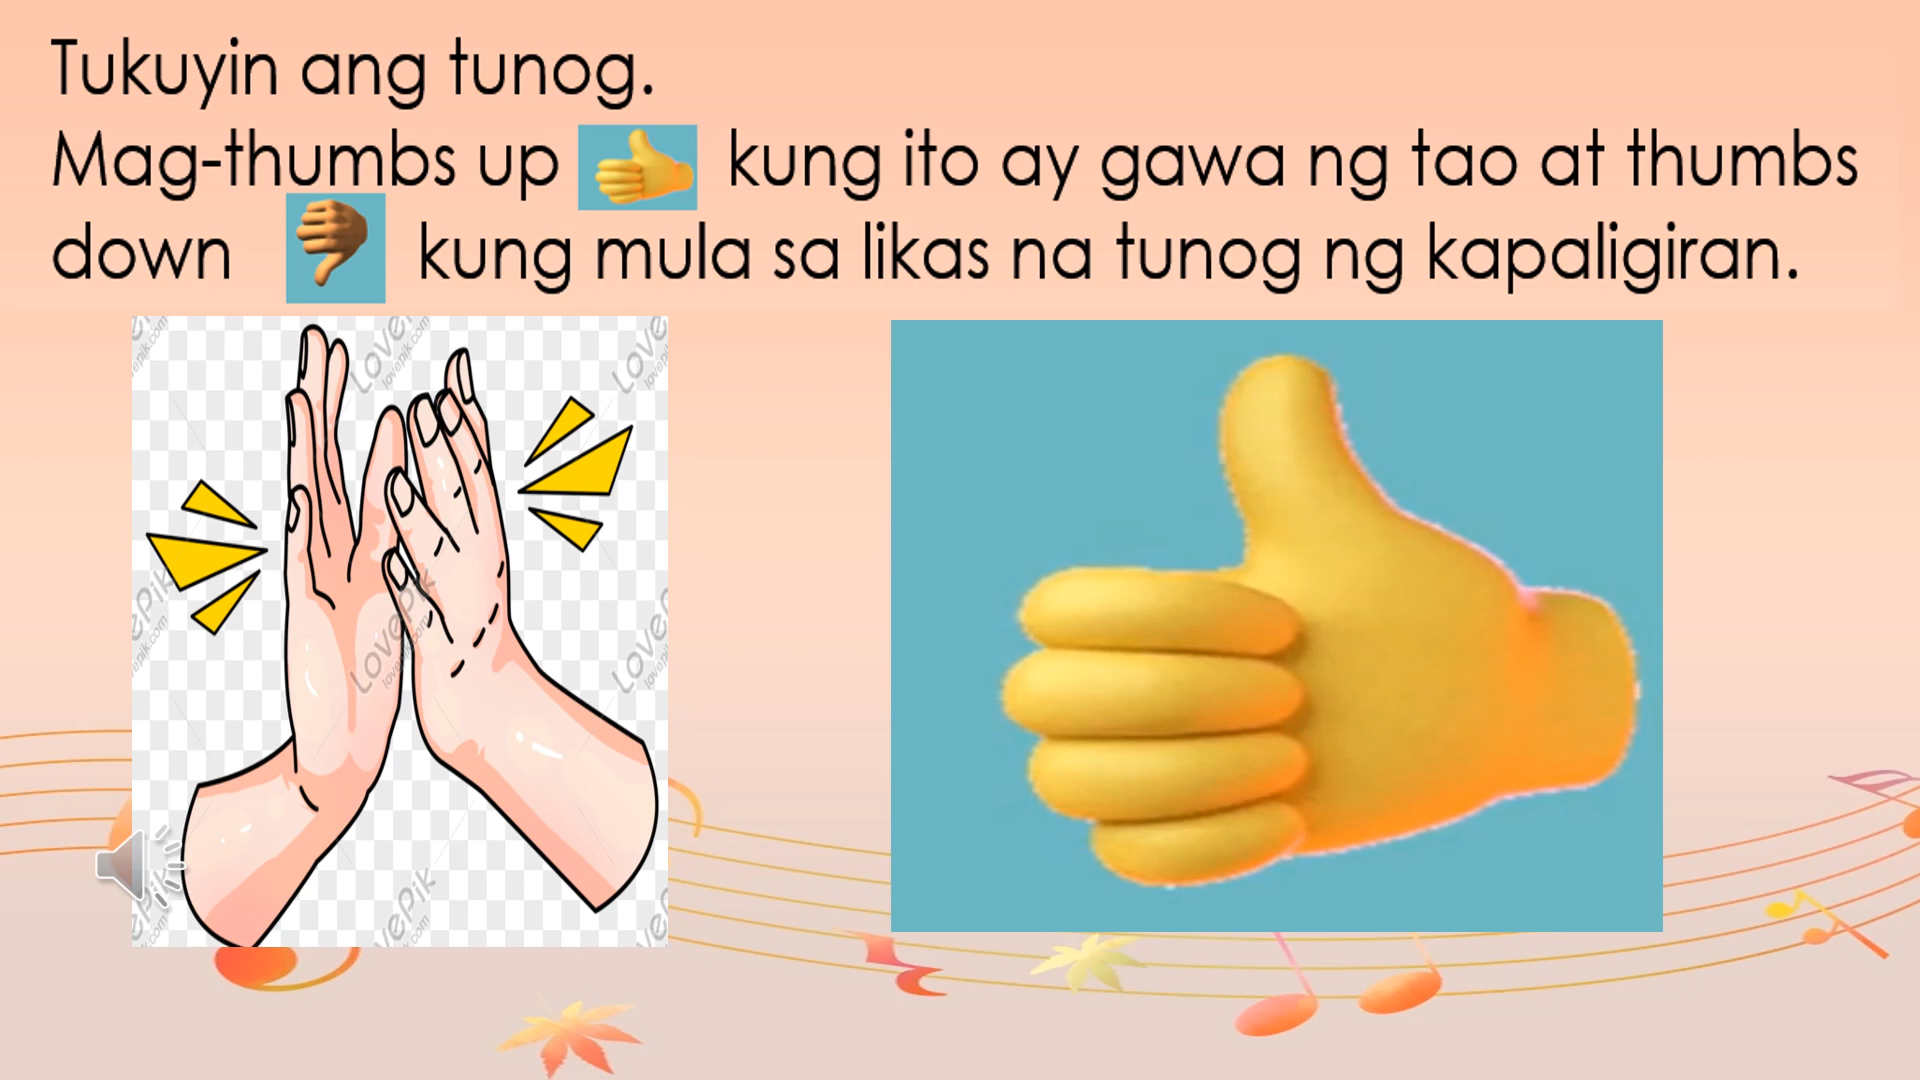 Tukuyin ang tunog.
Mag-thumbs up kung ito ay gawa ng tao at thumbs
down kung mula sa likas na tunog ng kapaligiran.